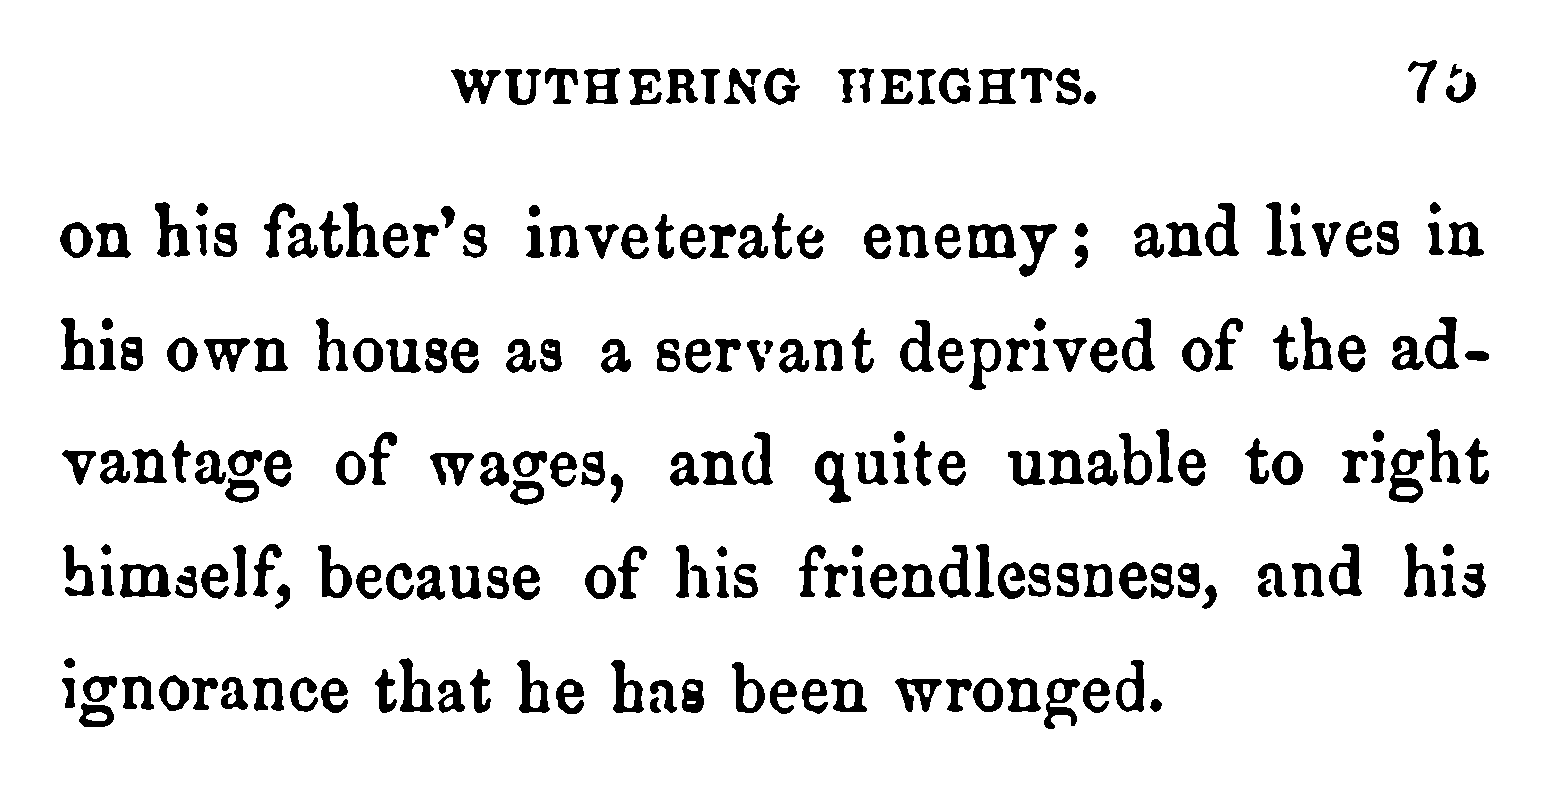 WUTHERING HEIGHTS. 75
on his father's inveterate enemy; and lives in
his own house as a servant deprived of the ad-
vantage of wages, and quite unable to right
himself, because of his friendlessness, and his
ignorance that he has been wronged.